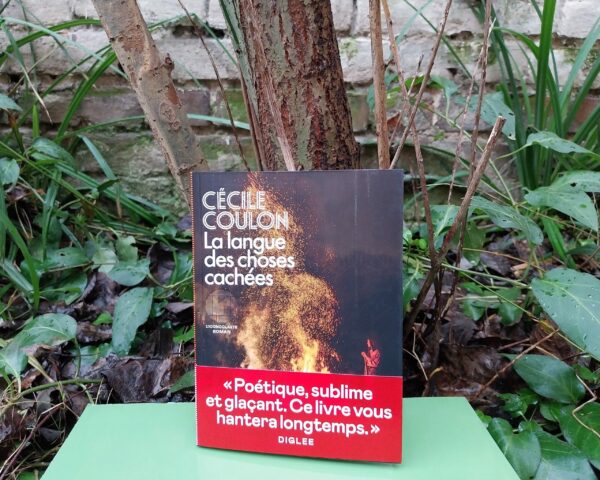 CÉCILE
COULON
La langue
des choses
cachées
L'ICONOCLASTE
ROMAN
« Poétique, sublime
et glaçant. Ce livre vous
hantera longtemps. »
DIGLEE